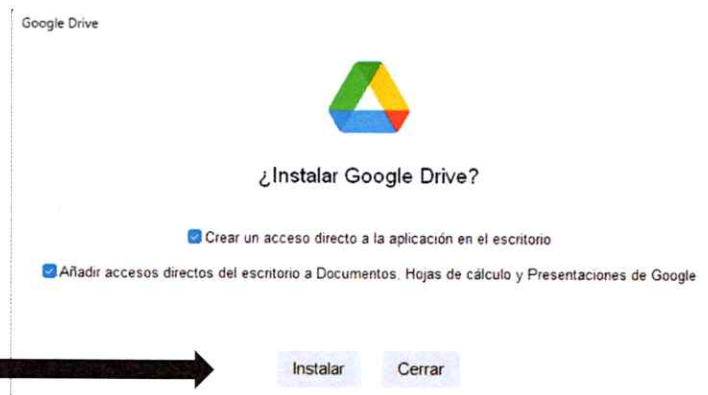 Google Drive
¿Instalar Google Drive?
Crear un acceso directo a la aplicación en el escritorio
Añadir accesos directos del escritorio a Documentos, Hojas de cálculo y Presentaciones de Google
Instalar Cerrar